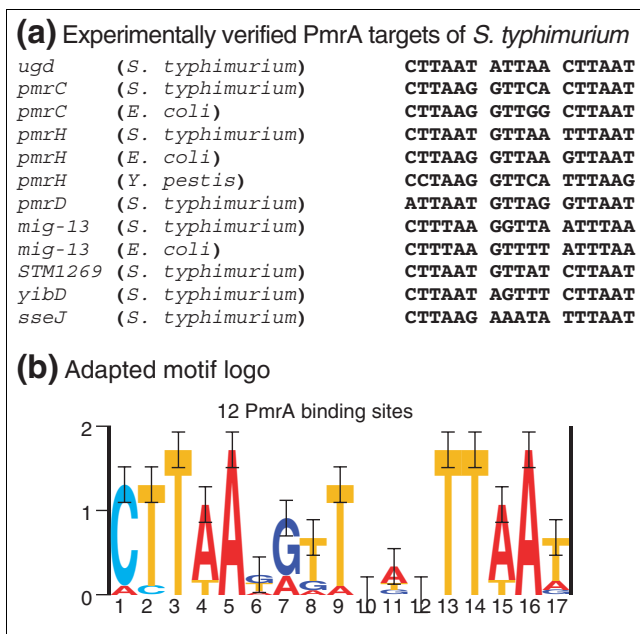 (a) Experimentally verified PmrA targets of S. typhimurium
ugd (S. typhimurium) CTTAAT ATTAA CTTAAT
pmrC (S. typhimurium) CTTAAG GTTCA CTTAAT
pmrC (E. coli) CTTAAG GTTGG CTTAAT
pmrH (S. typhimurium) CTTAAT GTTAA TTTAAT
pmrH (E. coli) CTTAAG GTTAA GTTAAT
pmrH (Y. pestis) CCTAAG GTTCA TTTAAG
pmrD (S. typhimurium) ATTAAT GTTAG GTTAAT
mig-13 (S. typhimurium) CTTTAA GGTTA ATTTAA
mig-13 (E. coli) CTTTAA GTTTT ATTTAA
STM1269 (S. typhimurium) CTTAAT GTTAT CTTAAT
yibD (S. typhimurium) CTTAAT AGTTT CTTAAT
sseJ (S. typhimurium) CTTAAG AAATA TTTAAT
(b) Adapted motif logo
12 PmrA binding sites
2
1
0
1 2 3 4 5 6 7 8 9 10 11 12 13 14 15 16 17